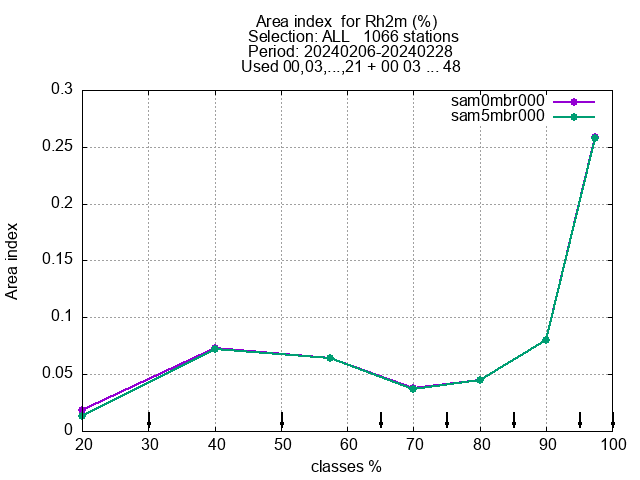 Area index  for Rh2m (%)
Selection: ALL   1066 stations
Period: 20240206-20240228
Used 00,03,...,21 + 00 03 ... 48
sam0mbr000
sam5mbr000
0.3
0.25
0.2
0.15
0.1
0.05
0
Area index
20 30 40 50 60 70 80 90 100
classes %